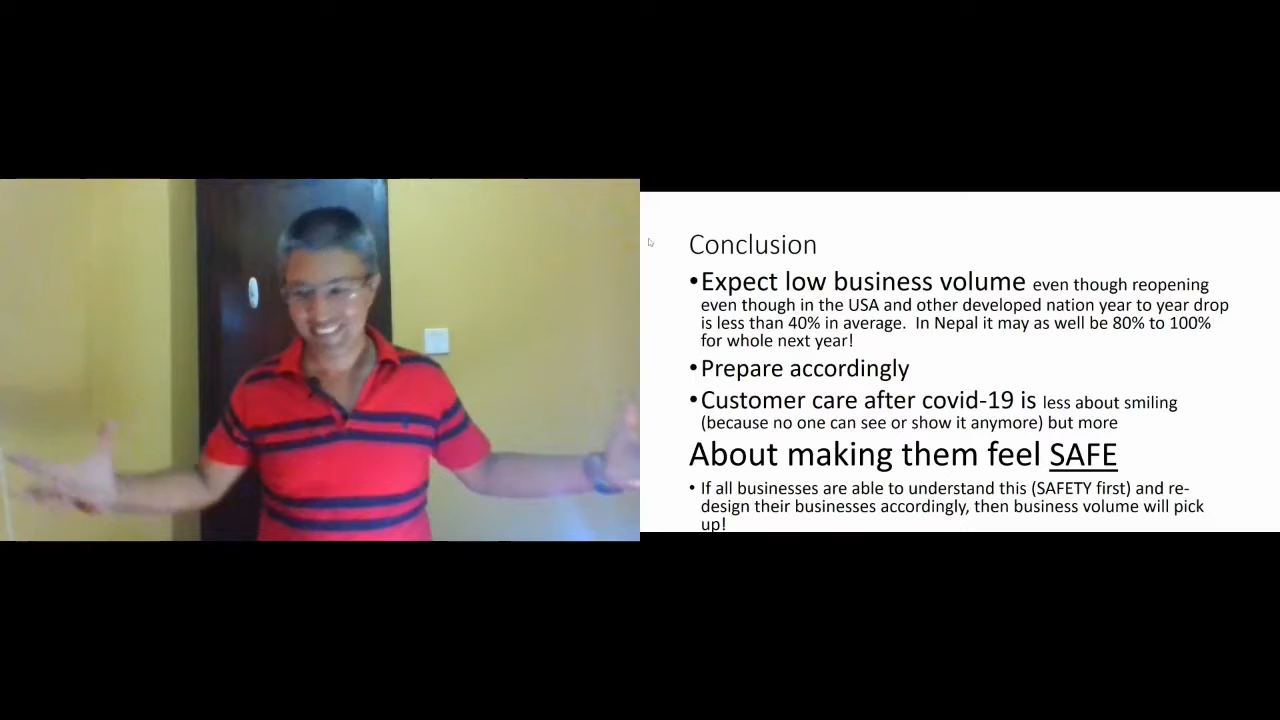 Conclusion
•Expect low business volume even though reopening
even though in the USA and other developed nation year to year drop
is less than 40% in average.  In Nepal it may as well be 80% to 100%
for whole next year!
•Prepare accordingly
•Customer care after covid-19 is less about smiling
(because no one can see or show it anymore) but more
About making them feel SAFE
• If all businesses are able to understand this (SAFETY first) and re-
design their businesses accordingly, then business volume will pick
up!